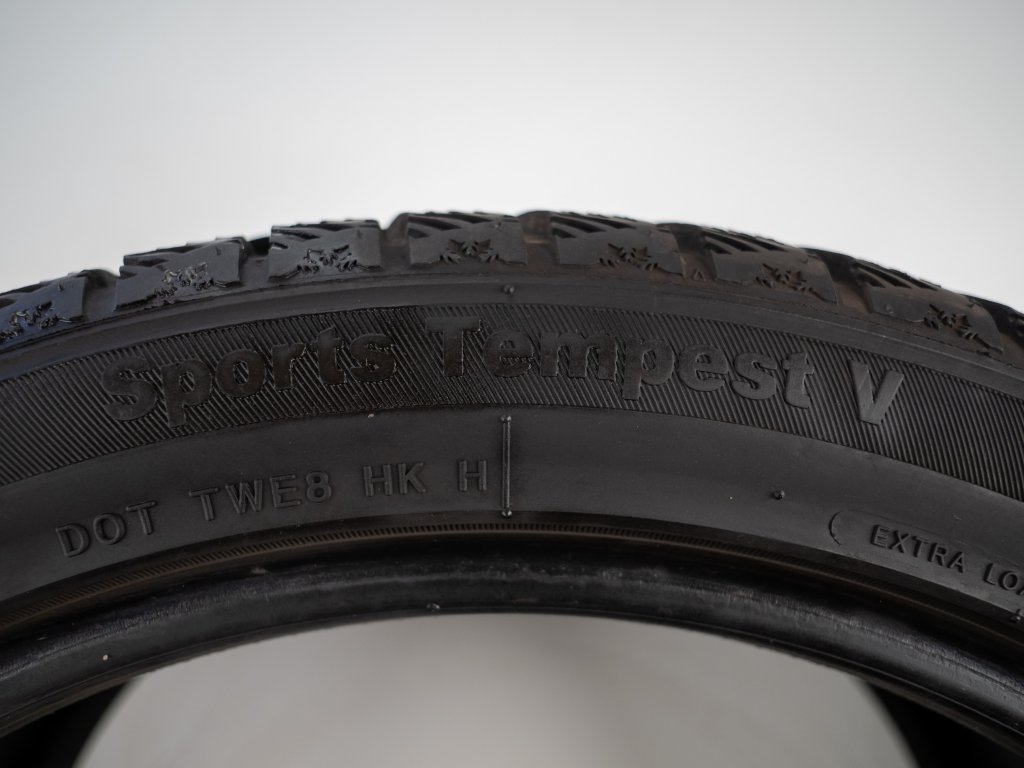 Sports Tempest V
DOT TWE8 HK H
EXTRA